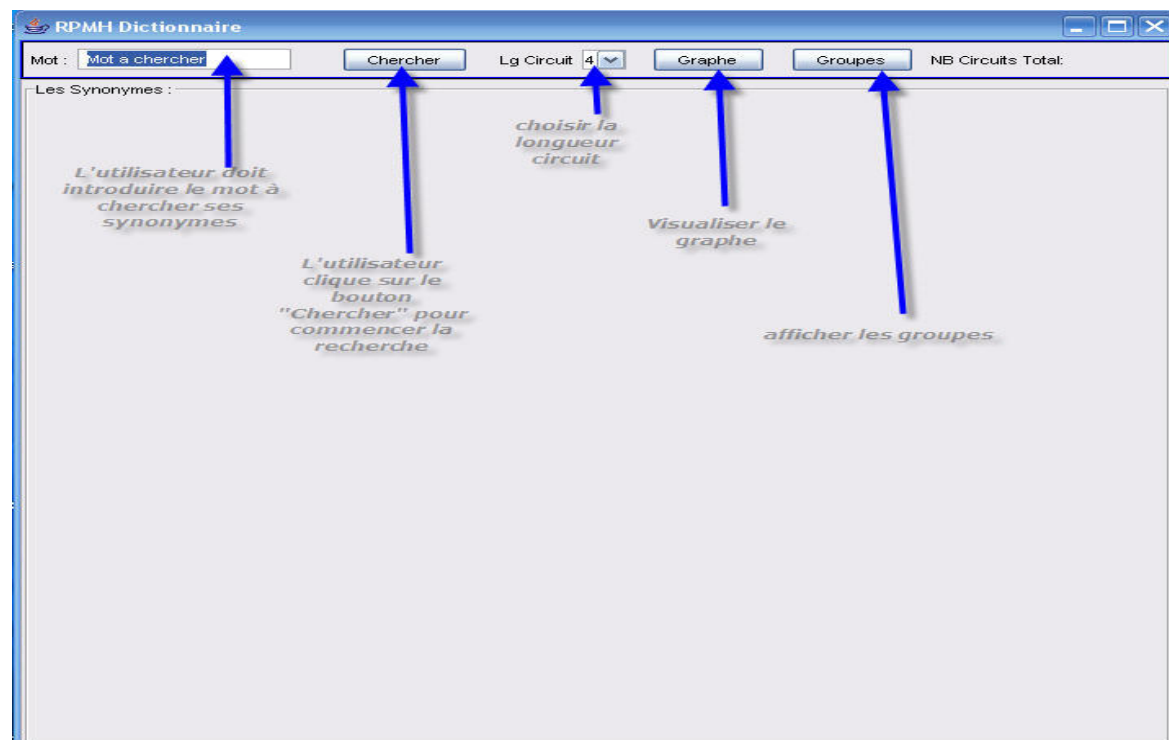 RPMH Dictionnaire
Mot : Mot a chercher Chercher Lg Circuit 4 Graphe Groupes NB Circuits Total:
Les Synonymes :
choisir la
longueur
circuit
L'utilisateur doit
introduire le mot à
chercher ses
synonymes
Visualiser le
graphe
L'utilisateur
clique sur le
bouton
"Chercher" pour
commencer la
recherche
afficher les groupes